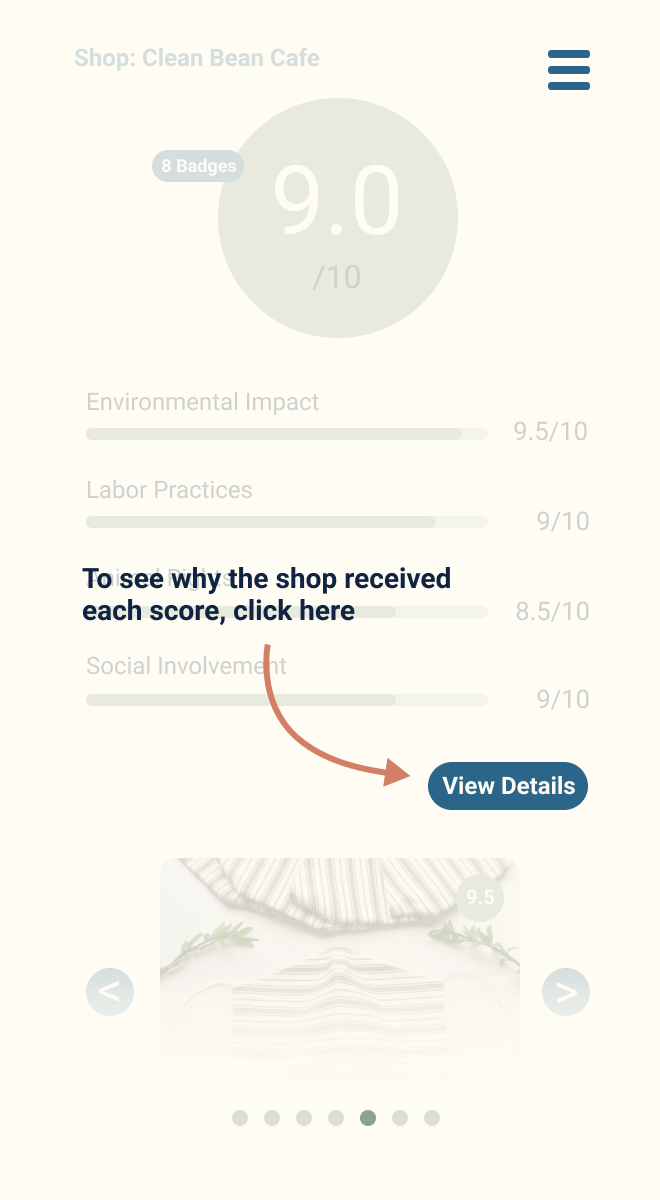 Shop: Clean Bean Cafe
8 Badges
9.0
/10
Environmental Impact
9.5/10
Labor Practices
9/10
Animal Rights
8.5/10
To see why the shop received
each score, click here
Social Involvement
9/10
View Details
9.5
< >